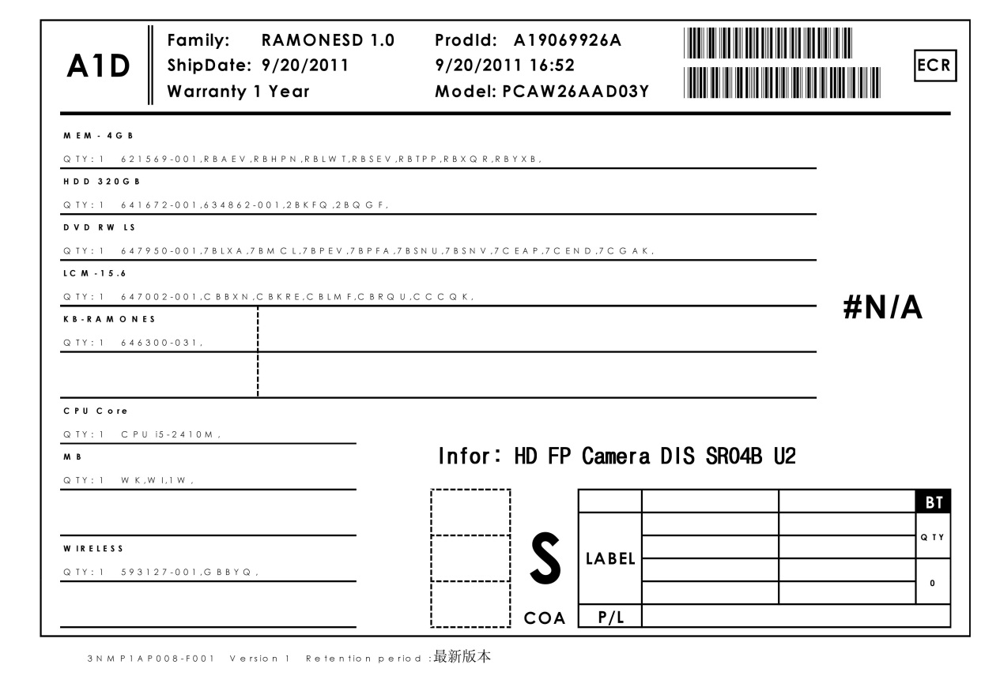 A1D
Family: RAMONESD 1.0 ProdId: A19069926A
ShipDate: 9/20/2011 9/20/2011 16:52
Warranty 1 Year Model: PCAW26AAD03Y
ECR
MEM- 4GB
QTY: 1 621569-001,RBAEV,RBHPN,RBLWT,RBSEV,RBTPP,RBXQR,RBYXB,
HDD 320GB
QTY: 1 641672-001,634862-001,2BKFQ,2BQGF,
DVD RW LS
QTY: 1 647950-001,7BLXA,7BMCL,7BPEV,7BPFA,7BSNU,7BSNV,7CEAP,7CEND,7CGAK,
LCM-15.6
QTY: 1 647002-001,CBBXN,CBKRE,CBLMF,CBRQU,CCCQK,
#N/A
KB-RAMONES
QTY: 1 646300-031,
CPU Core
QTY: 1 CPU i5-2410M,
Infor: HD FP Camera DIS SR04B U2
MB
QTY: 1 WK,WI,1W,
BT
QTY
WIRELESS
QTY: 1 593127-001,GBBYQ,
S
LABEL
0
COA
P/L
3NMP1AP008-F001 Version 1 Retention period :最新版本